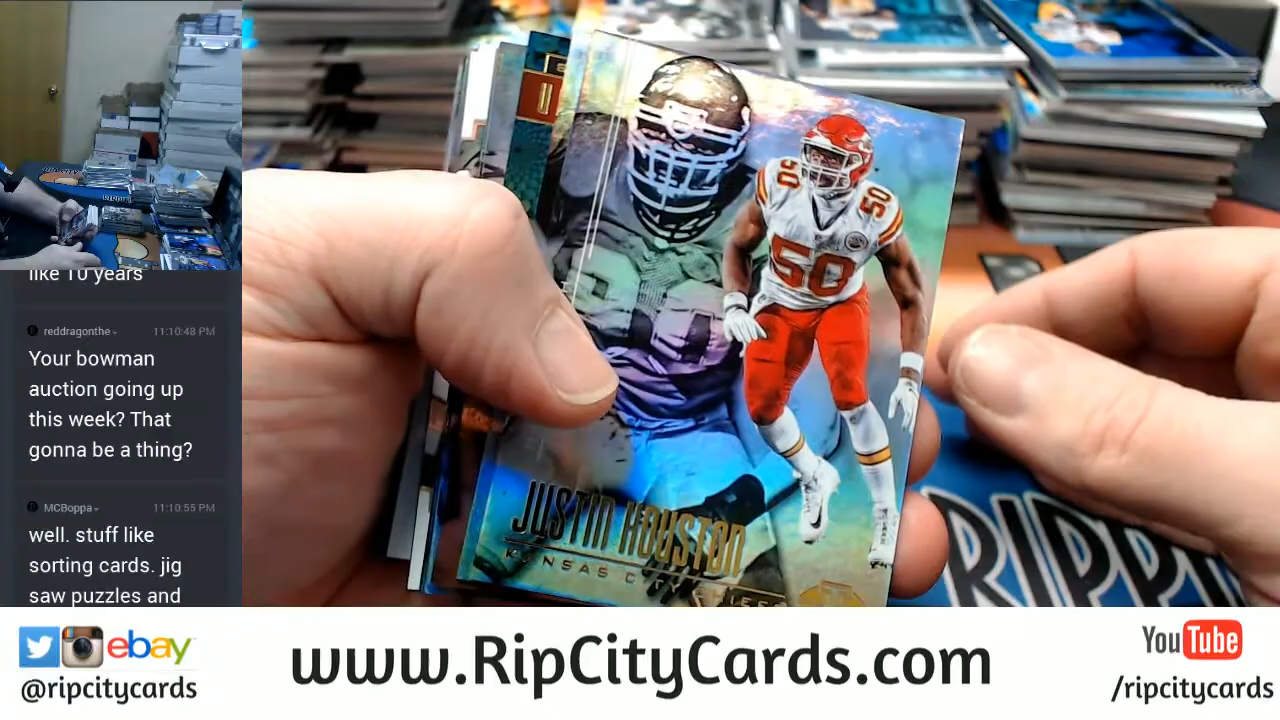 like 10 years
reddragonthe
11:10:48 PM
Your bowman
auction going up
this week? That
gonna be a thing?
MCBoppa
11:10:55 PM
well. stuff like
sorting cards. jig
saw puzzles and
U
50
50
50
JUSTIN HOUSTON
KANSAS CITY
RIPPI
ebay
@ripcitycards
www.RipCityCards.com
YouTube
/ripcitycards